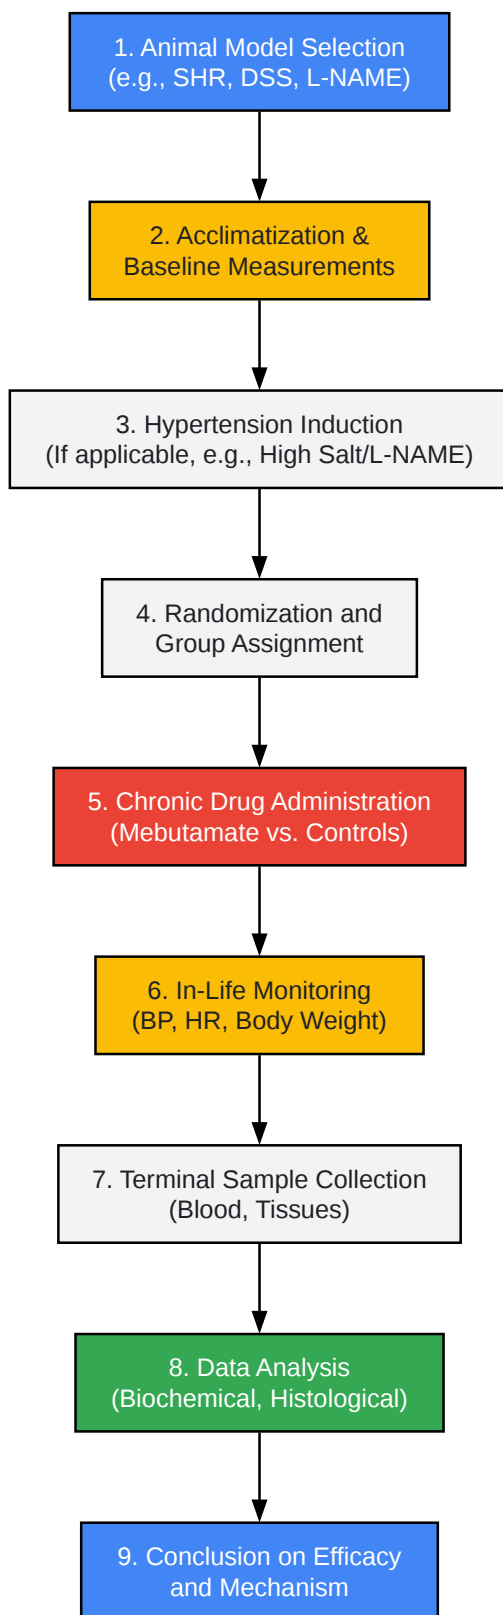 1. Animal Model Selection
(e.g., SHR, DSS, L-NAME)
2. Acclimatization &
Baseline Measurements
3. Hypertension Induction
(If applicable, e.g., High Salt/L-NAME)
4. Randomization and
Group Assignment
5. Chronic Drug Administration
(Mebutamate vs. Controls)
6. In-Life Monitoring
(BP, HR, Body Weight)
7. Terminal Sample Collection
(Blood, Tissues)
8. Data Analysis
(Biochemical, Histological)
9. Conclusion on Efficacy
and Mechanism